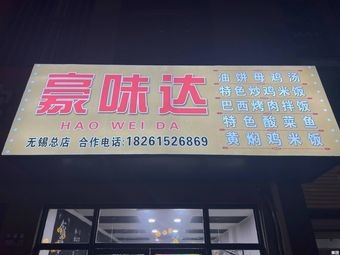 豪味达
HAO WEI DA
无锡总店 合作电话:18261526869
油饼母鸡汤
特色炒鸡米饭
巴西烤肉拌饭
特色酸菜鱼
黄焖鸡米饭